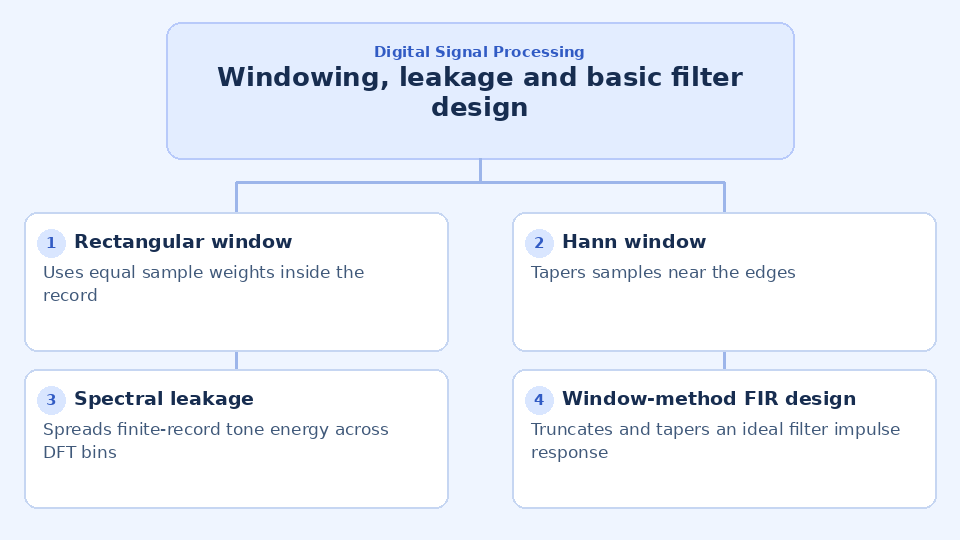 Digital Signal Processing
Windowing, leakage and basic filter
design
1 Rectangular window
Uses equal sample weights inside the
record
2 Hann window
Tapers samples near the edges
3 Spectral leakage
Spreads finite-record tone energy across
DFT bins
4 Window-method FIR design
Truncates and tapers an ideal filter impulse
response